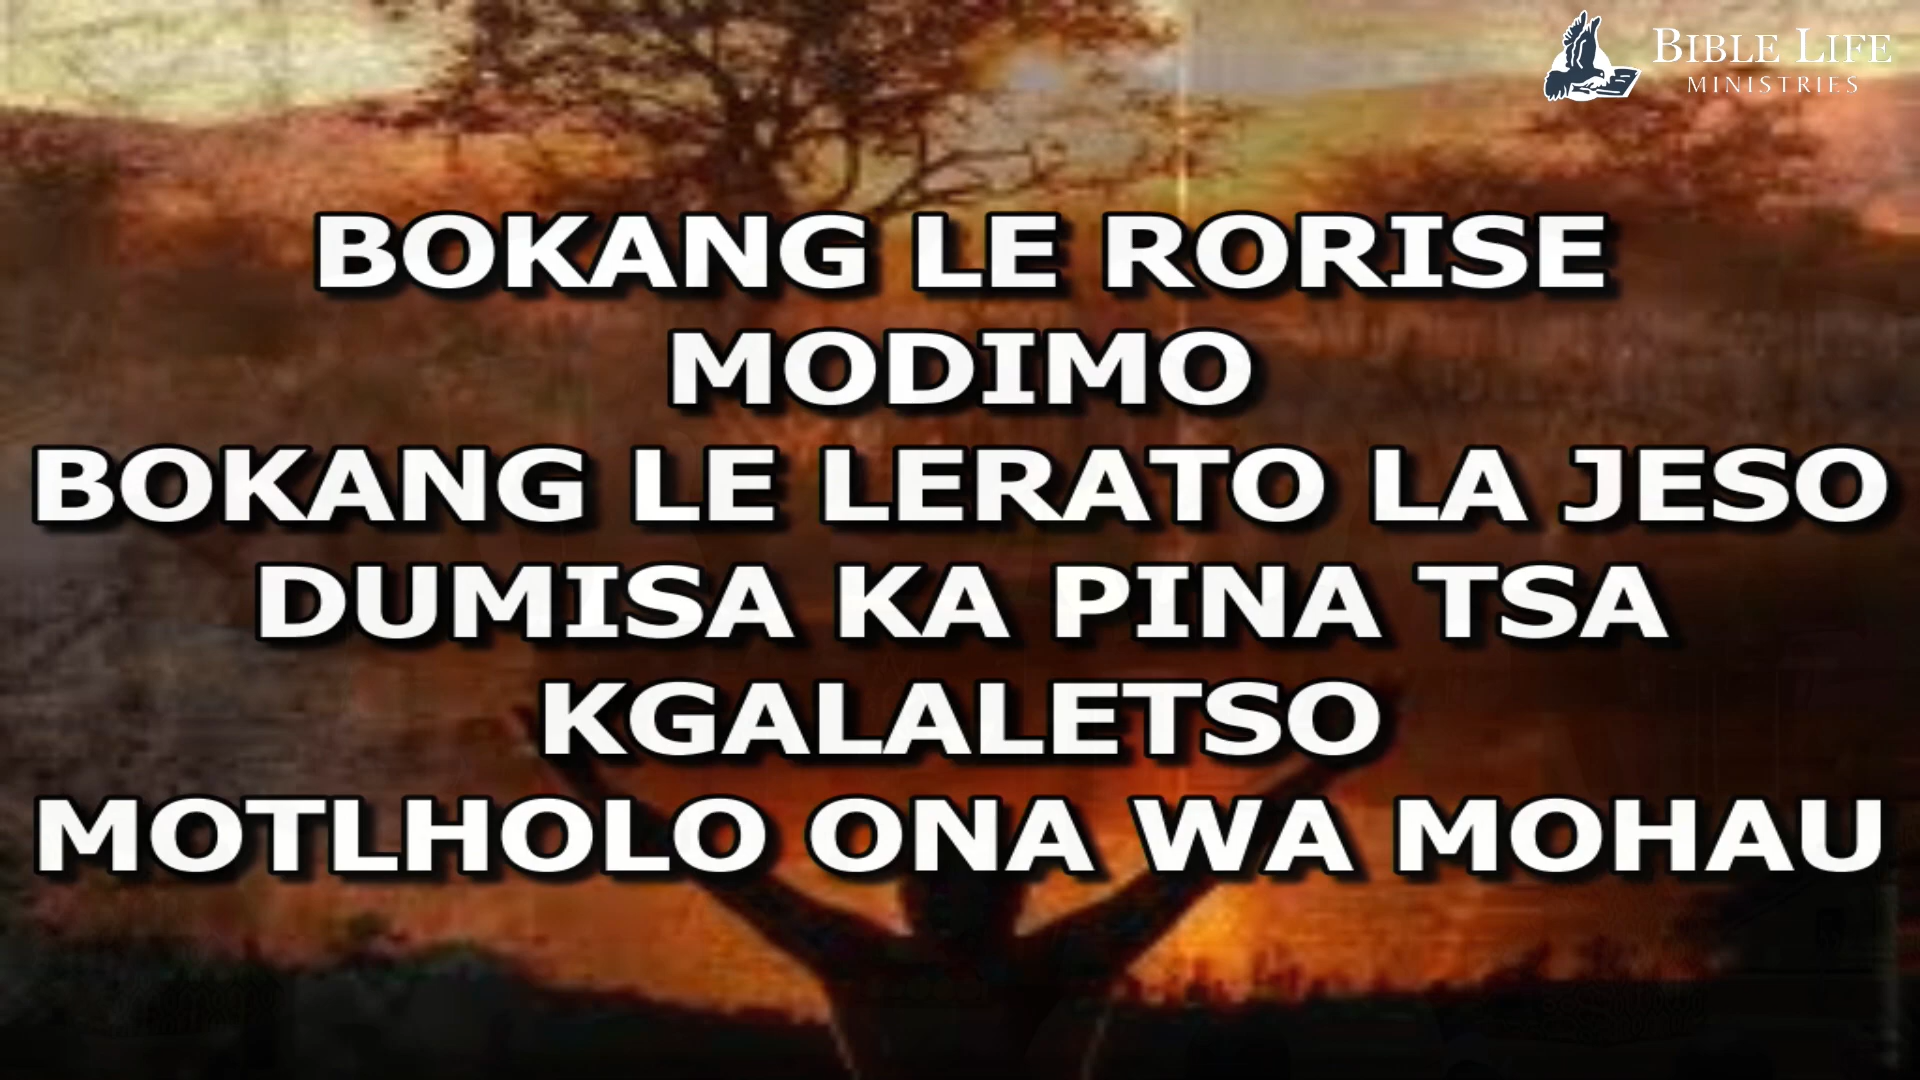 BIBLE LIFE
MINISTRIES
BOKANG LE RORISE
MODIMO
BOKANG LE LERATO LA JESO
DUMISA KA PINA TSA
KGALALETSO
MOTLHOLO ONA WA MOHAU